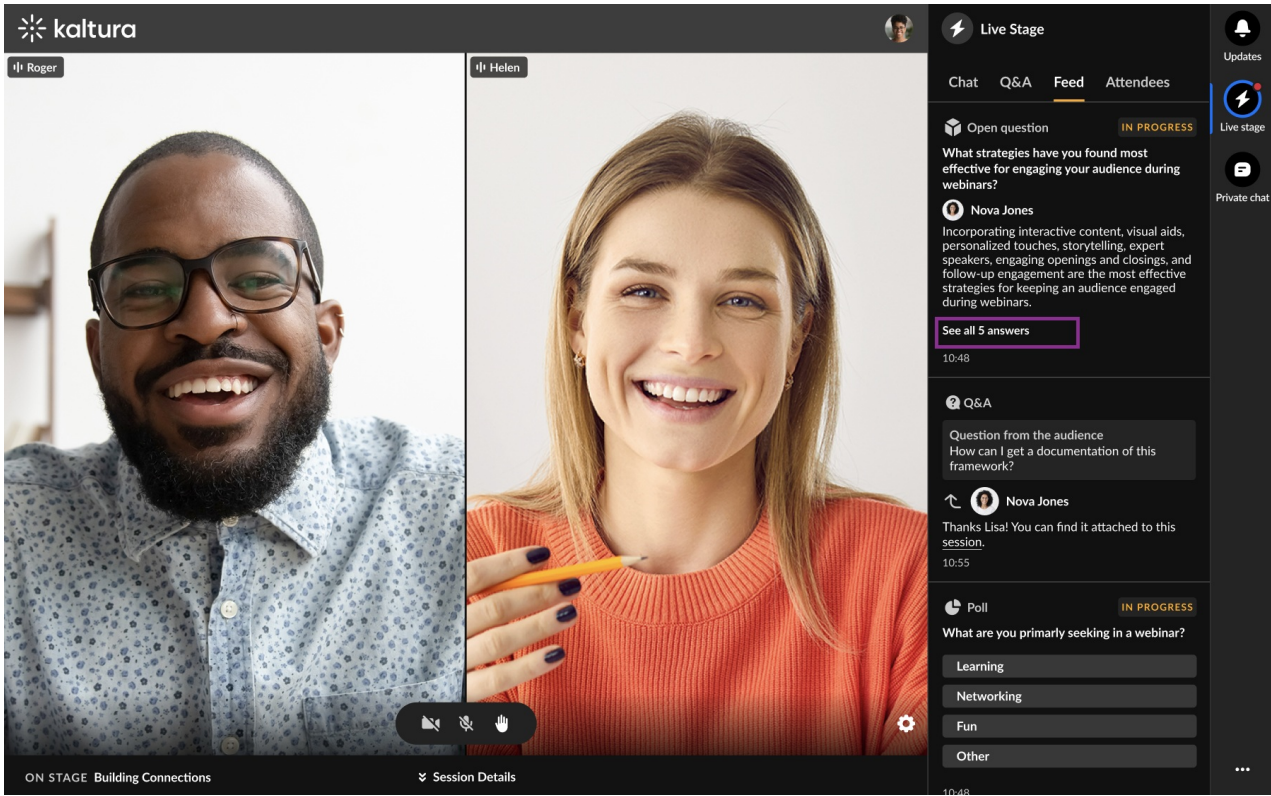 kaltura
Roger
Helen
ON STAGE Building Connections
Session Details
Live Stage
Chat Q&A Feed Attendees
Open question IN PROGRESS
What strategies have you found most
effective for engaging your audience during
webinars?
Nova Jones
Incorporating interactive content, visual aids,
personalized touches, storytelling, expert
speakers, engaging openings and closings, and
follow-up engagement are the most effective
strategies for keeping an audience engaged
during webinars.
See all 5 answers
10:48
Q&A
Question from the audience
How can I get a documentation of this
framework?
Nova Jones
Thanks Lisa! You can find it attached to this
session.
10:55
Poll IN PROGRESS
What are you primarly seeking in a webinar?
Learning
Networking
Fun
Other
10:48
Updates
Live stage
Private chat